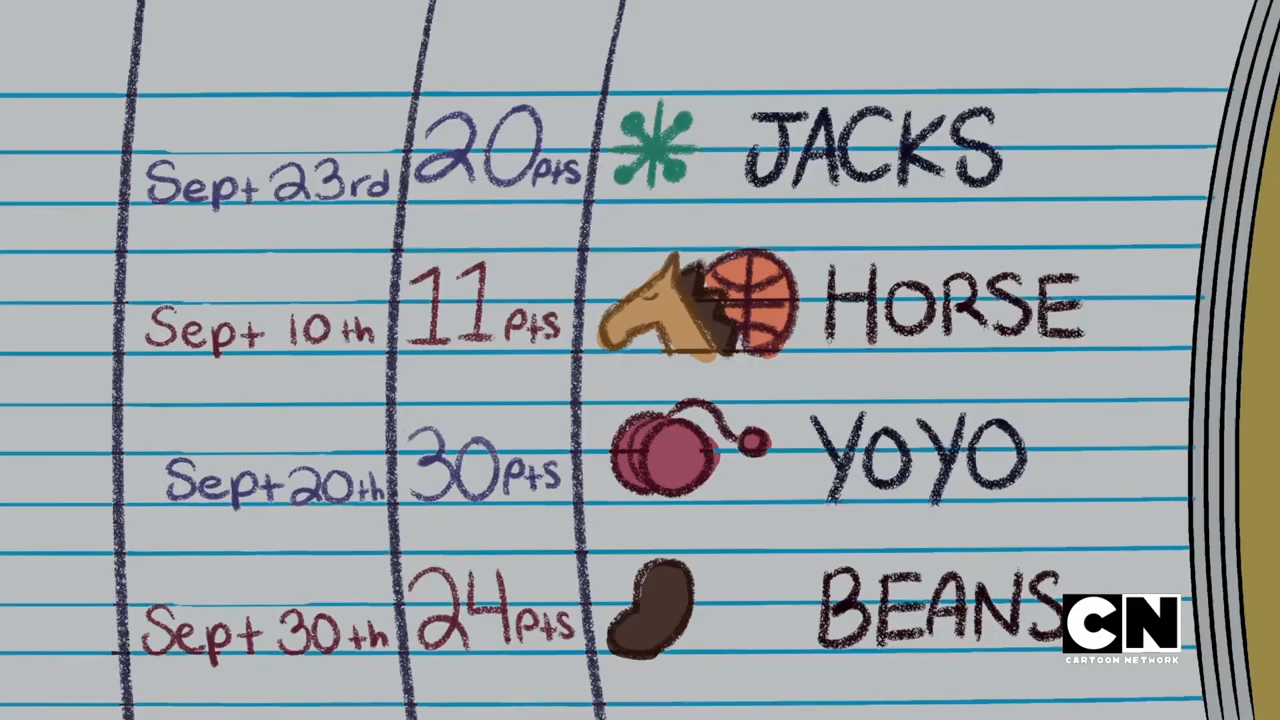 Sept 23rd 20pts JACKS
Sept 10th 11pts HORSE
Sept 20th 30pts YOYO
Sept 30th 24pts BEANS
CN
CARTOON NETWORK